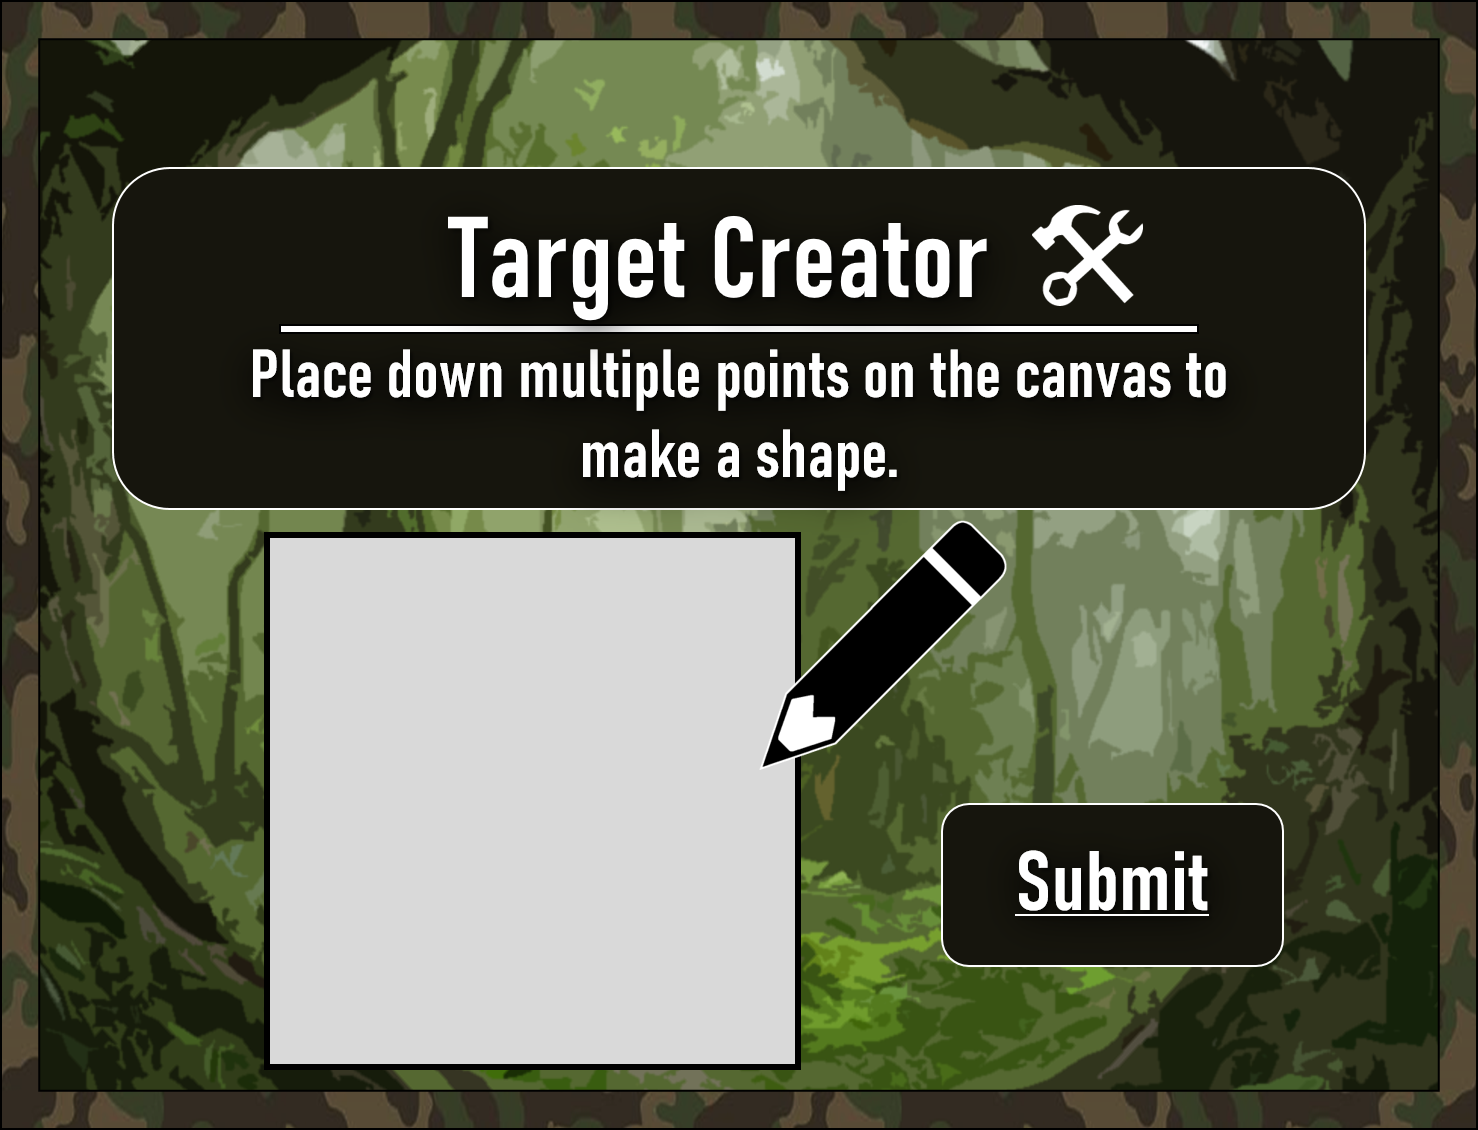 Target Creator
Place down multiple points on the canvas to
make a shape.
Submit